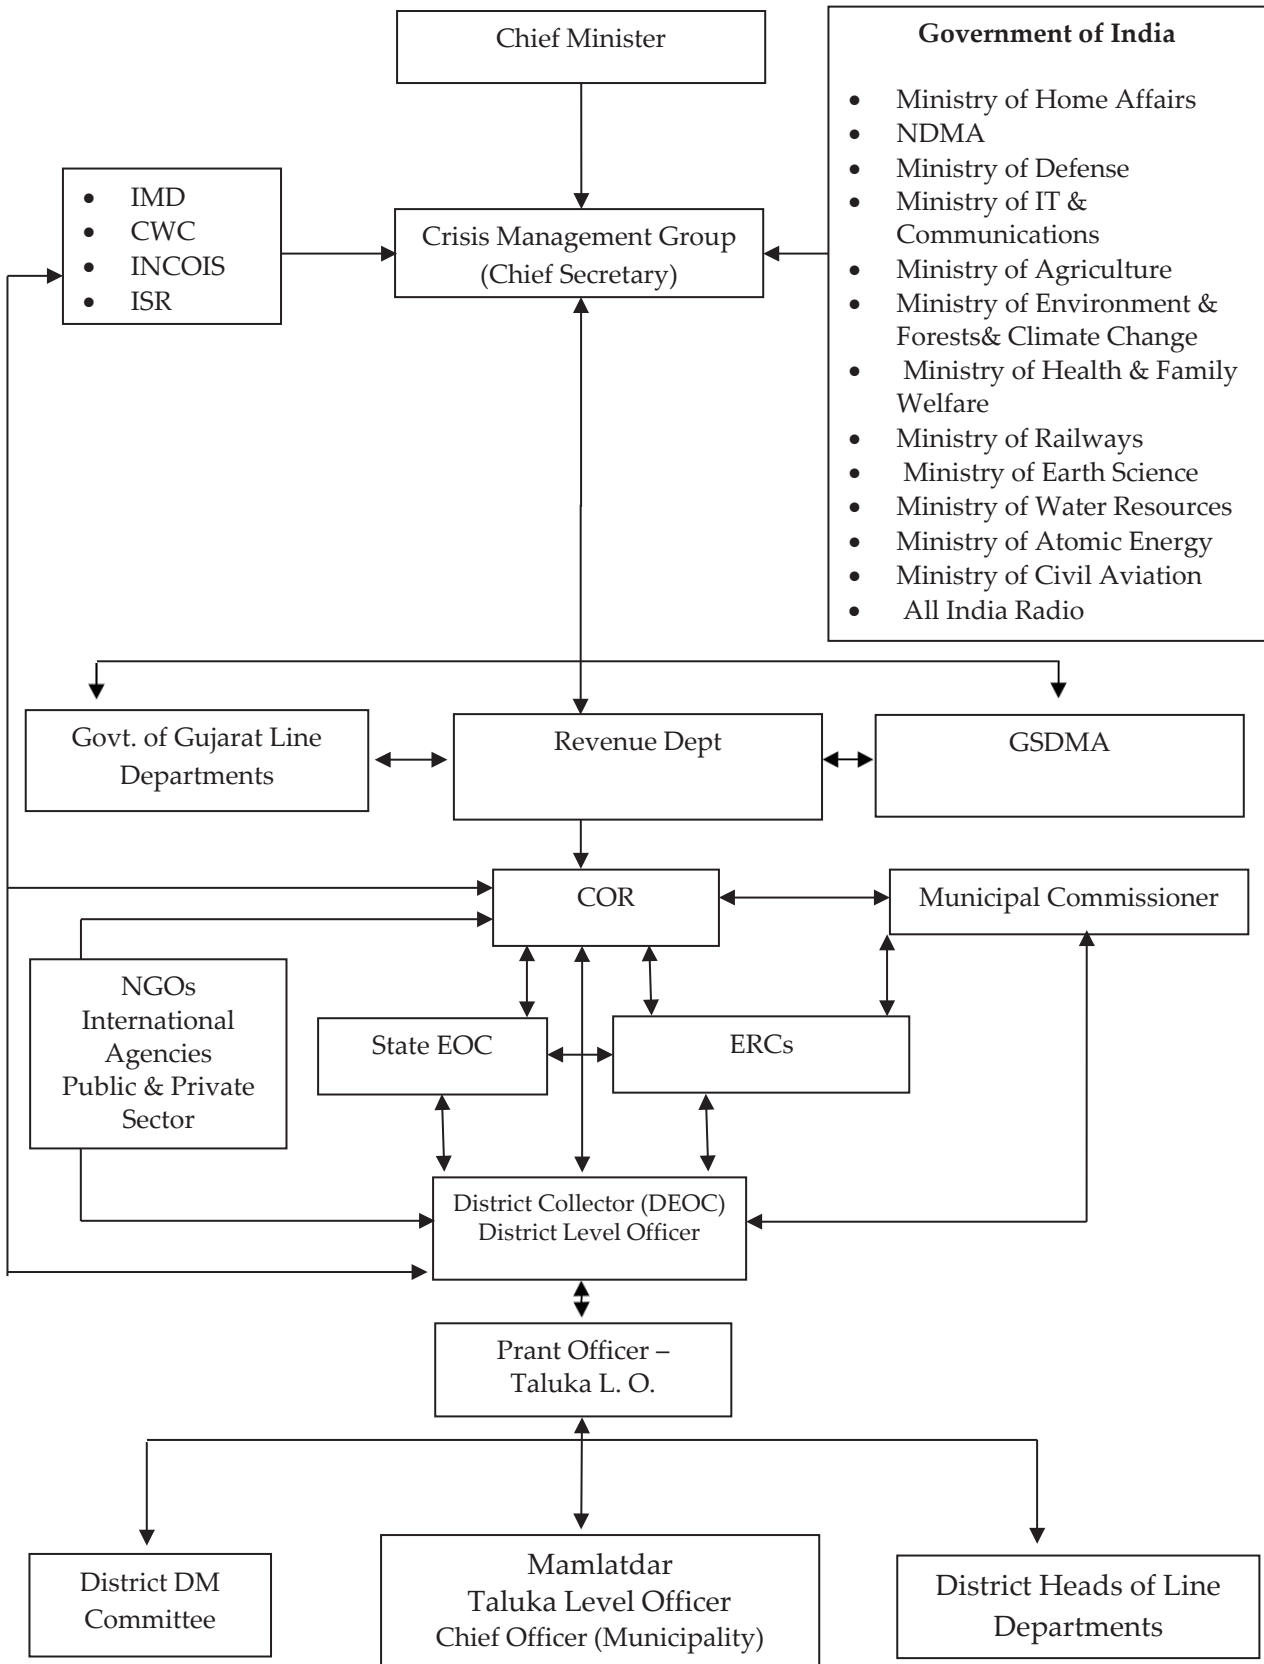 Chief Minister
Government of India
• Ministry of Home Affairs
• NDMA
• Ministry of Defense
• Ministry of IT &
Communications
• Ministry of Agriculture
• Ministry of Environment &
Forests& Climate Change
• Ministry of Health & Family
Welfare
• Ministry of Railways
• Ministry of Earth Science
• Ministry of Water Resources
• Ministry of Atomic Energy
• Ministry of Civil Aviation
• All India Radio
• IMD
• CWC
• INCOIS
• ISR
Crisis Management Group
(Chief Secretary)
Govt. of Gujarat Line
Departments
Revenue Dept
GSDMA
COR
Municipal Commissioner
NGOs
International
Agencies
Public & Private
Sector
State EOC
ERCs
District Collector (DEOC)
District Level Officer
Prant Officer –
Taluka L. O.
District DM
Committee
Mamlatdar
Taluka Level Officer
Chief Officer (Municipality)
District Heads of Line
Departments